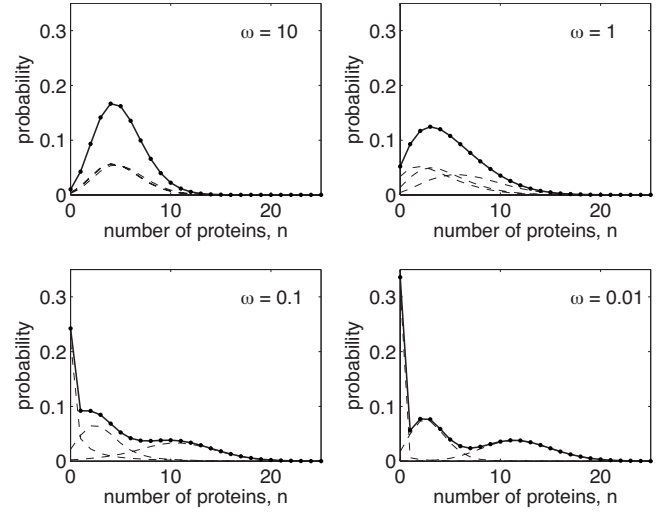 0.3
0.2
0.1
0
probability
ω = 10
0 10 20
number of proteins, n
0.3
0.2
0.1
0
probability
ω = 1
0 10 20
number of proteins, n
0.3
0.2
0.1
0
probability
ω = 0.1
0 10 20
number of proteins, n
0.3
0.2
0.1
0
probability
ω = 0.01
0 10 20
number of proteins, n